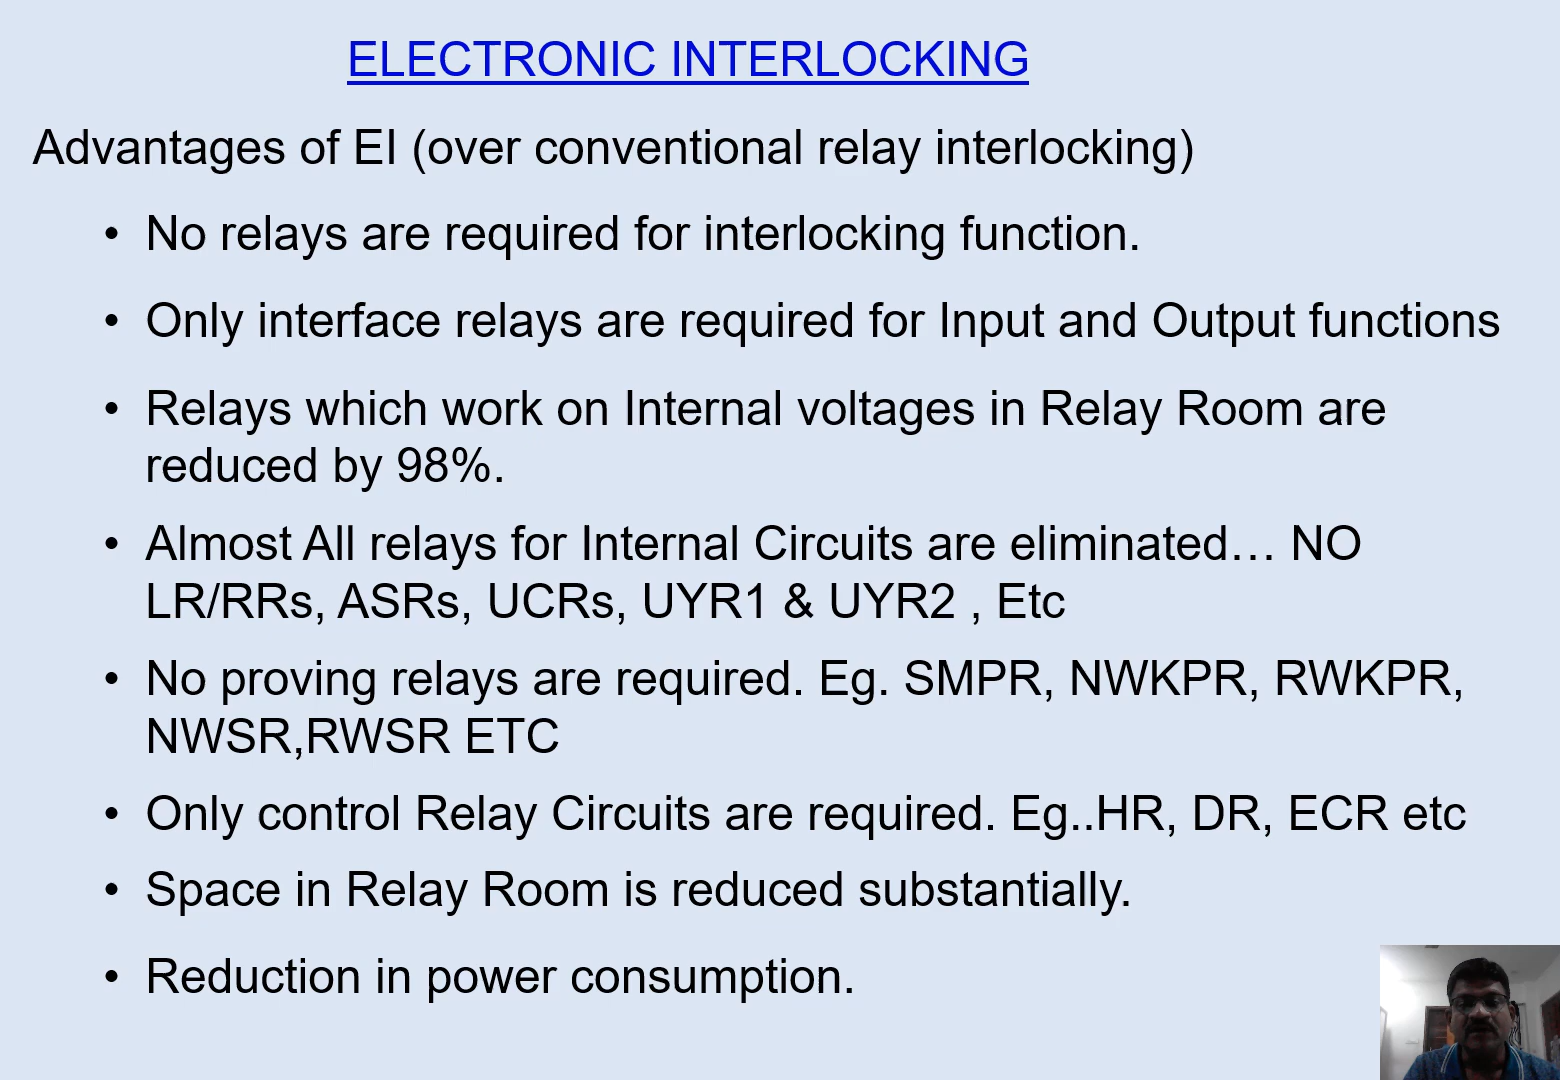 ELECTRONIC INTERLOCKING
Advantages of EI (over conventional relay interlocking)
• No relays are required for interlocking function.
• Only interface relays are required for Input and Output functions
• Relays which work on Internal voltages in Relay Room are
reduced by 98%.
• Almost All relays for Internal Circuits are eliminated… NO
LR/RRs, ASRs, UCRs, UYR1 & UYR2 , Etc
• No proving relays are required. Eg. SMPR, NWKPR, RWKPR,
NWSR,RWSR ETC
• Only control Relay Circuits are required. Eg..HR, DR, ECR etc
• Space in Relay Room is reduced substantially.
• Reduction in power consumption.